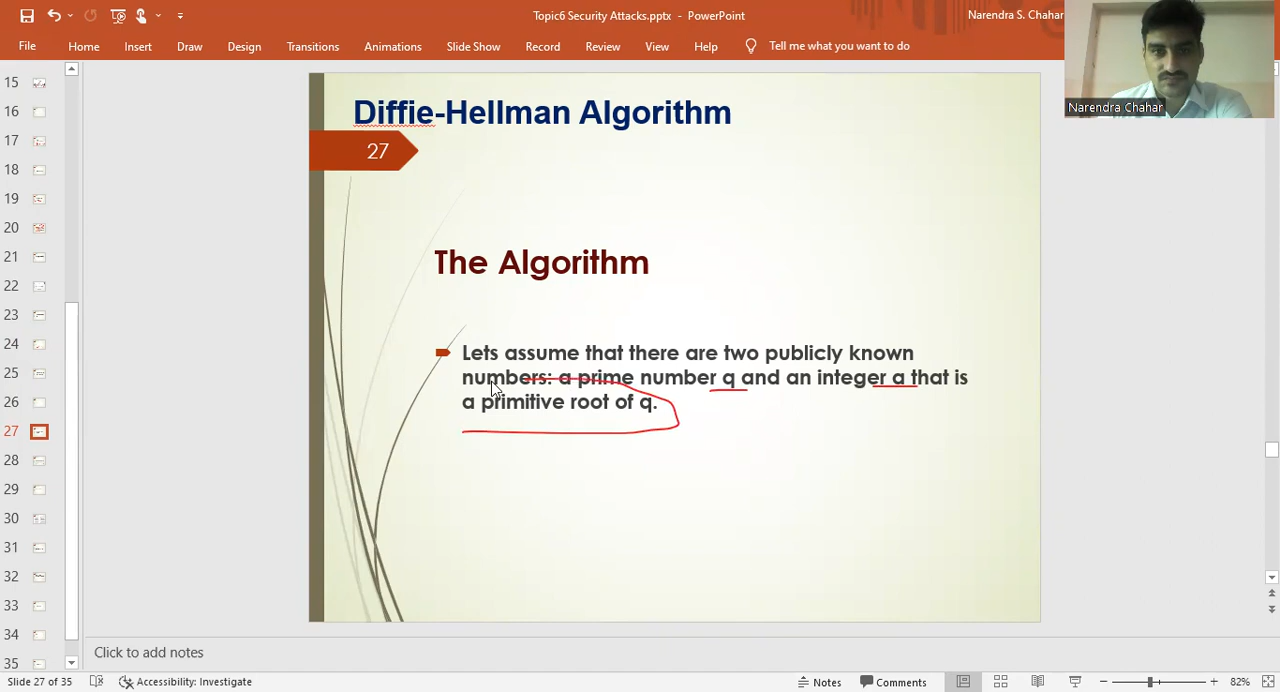 Topic6 Security Attacks.pptx - PowerPoint
Narendra S. Chahar
File Home Insert Draw Design Transitions Animations Slide Show Record Review View Help Tell me what you want to do
Narendra Chahar
15
16
17
18
19
20
21
22
23
24
25
26
27
28
29
30
31
32
33
34
35
Diffie-Hellman Algorithm
27
The Algorithm
Lets assume that there are two publicly known
numbers: a prime number q and an integer a that is
a primitive root of q.
Click to add notes
Slide 27 of 35 Accessibility: Investigate Notes Comments 82%